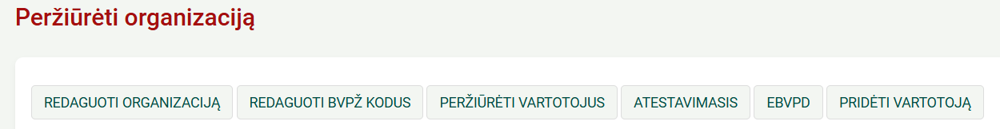 Peržiūrėti organizaciją
REDAGUOTI ORGANIZACIJĄ REDAGUOTI BVPŽ KODUS PERŽIŪRĖTI VARTOTOJUS ATESTAVIMASIS EBVPD PRIDĖTI VARTOTOJĄ